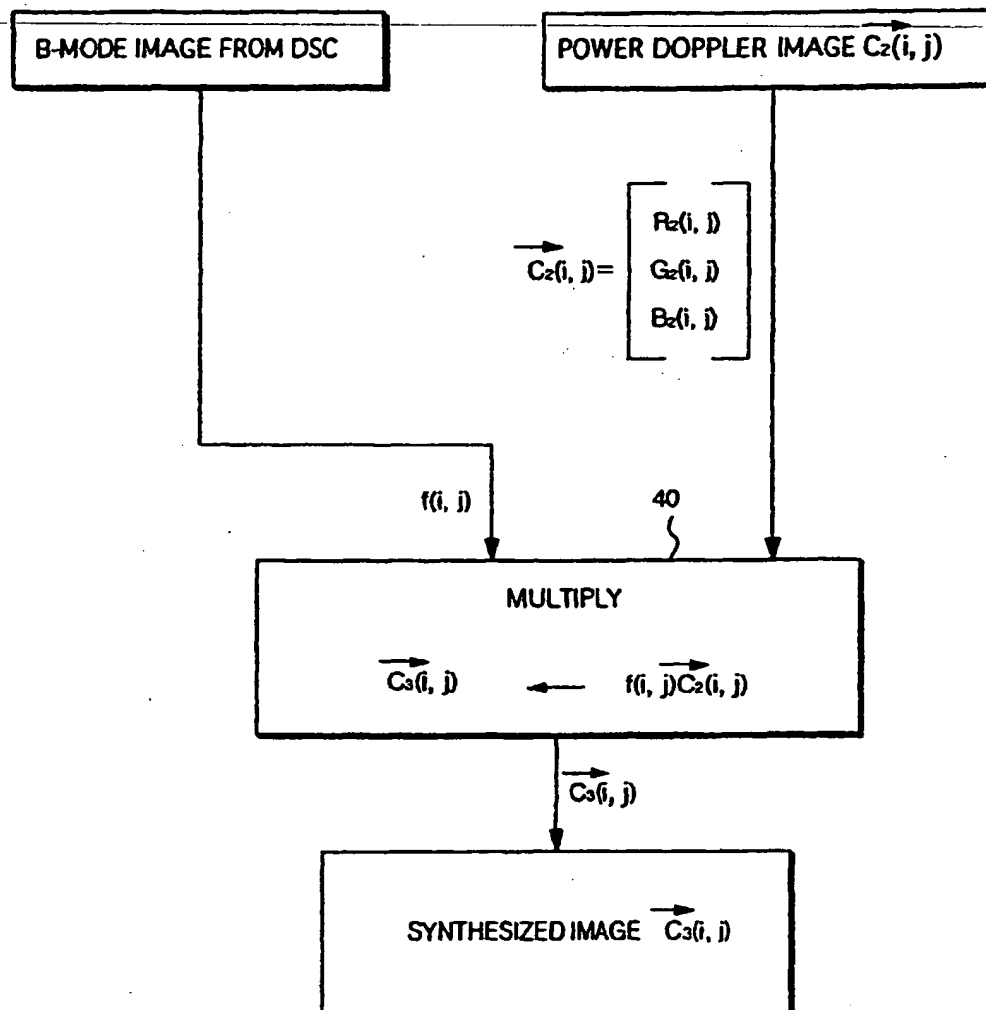 B-MODE IMAGE FROM DSC
POWER DOPPLER IMAGE C₂(i, j)
C₂(i, j)=
R₂(i, j)
G₂(i, j)
B₂(i, j)
f(i, j)
40
MULTIPLY
C₃(i, j) ← f(i, j)C₂(i, j)
C₃(i, j)
SYNTHESIZED IMAGE C₃(i, j)